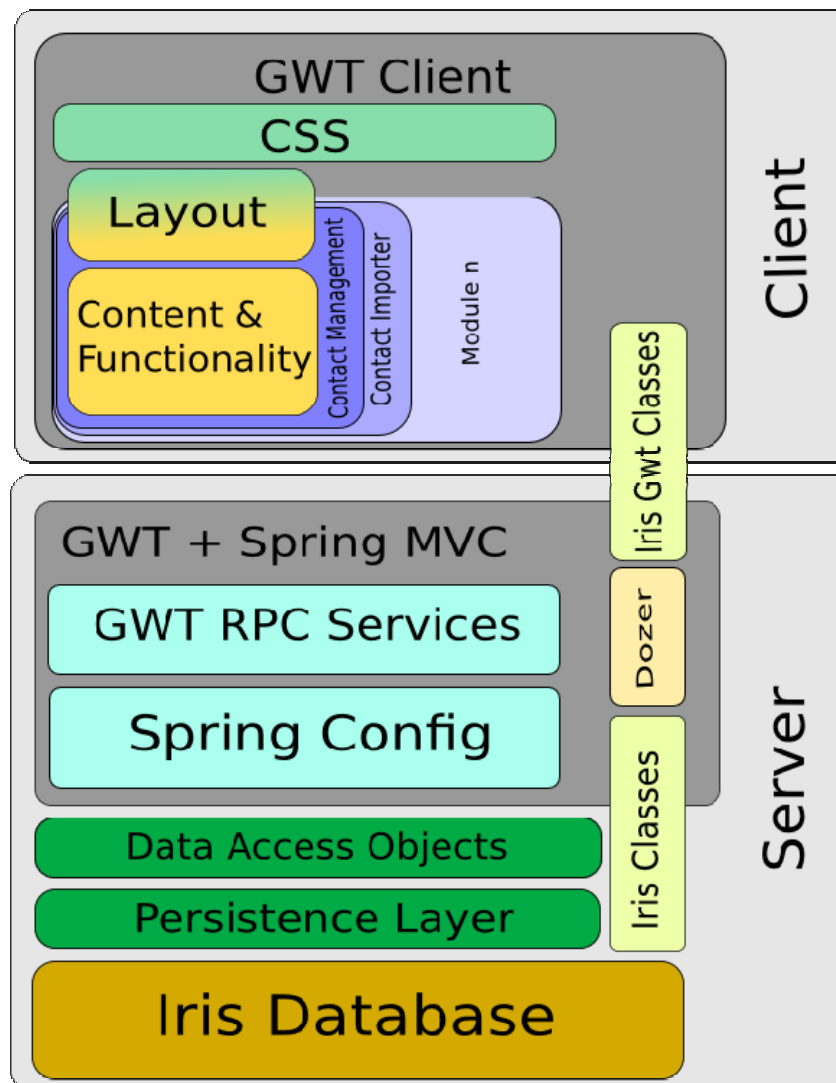 GWT Client
CSS
Layout
Content &
Functionality
Contact Management
Contact Importer
Module n
Client
Iris Gwt Classes
GWT + Spring MVC
GWT RPC Services
Dozer
Spring Config
Server
Iris Classes
Data Access Objects
Persistence Layer
Iris Database